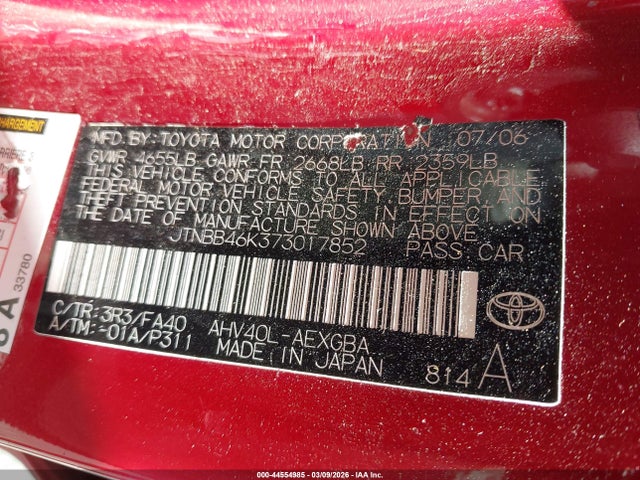 CHARGEMENT
33780
A
MFD. BY: TOYOTA MOTOR CORPORATION 07/06
GVWR 4655LB GAWR FR 2668LB RR 2359LB
THIS VEHICLE CONFORMS TO ALL APPLICABLE
FEDERAL MOTOR VEHICLE SAFETY, BUMPER AND
THEFT PREVENTION STANDARDS IN EFFECT ON
THE DATE OF MANUFACTURE SHOWN ABOVE.
JTNBB46K373017852 PASS CAR
C/TR: 3R3/FA40 AHV40L-AEXGBA
A/TM: -01A/P311 MADE IN JAPAN
814 A
TOYOTA
000-44554985 | 03/09/2026 | IAA Inc.